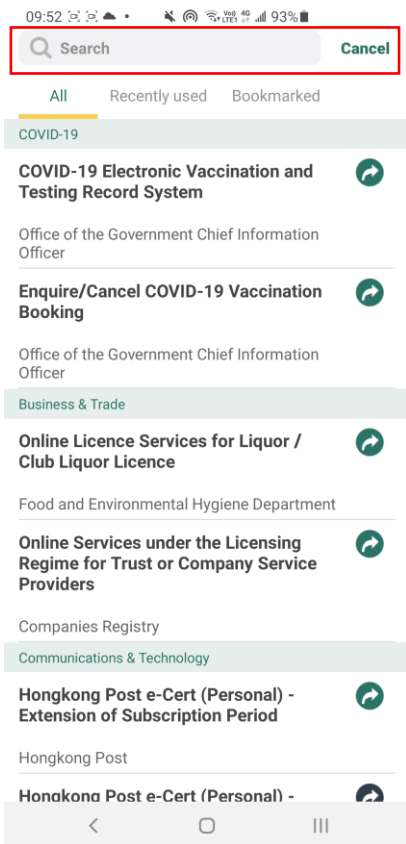 09:52 93%
Search Cancel
All Recently used Bookmarked
COVID-19
COVID-19 Electronic Vaccination and
Testing Record System
Office of the Government Chief Information
Officer
Enquire/Cancel COVID-19 Vaccination
Booking
Office of the Government Chief Information
Officer
Business & Trade
Online Licence Services for Liquor /
Club Liquor Licence
Food and Environmental Hygiene Department
Online Services under the Licensing
Regime for Trust or Company Service
Providers
Companies Registry
Communications & Technology
Hongkong Post e-Cert (Personal) -
Extension of Subscription Period
Hongkong Post
Hongkong Post e-Cert (Personal) -